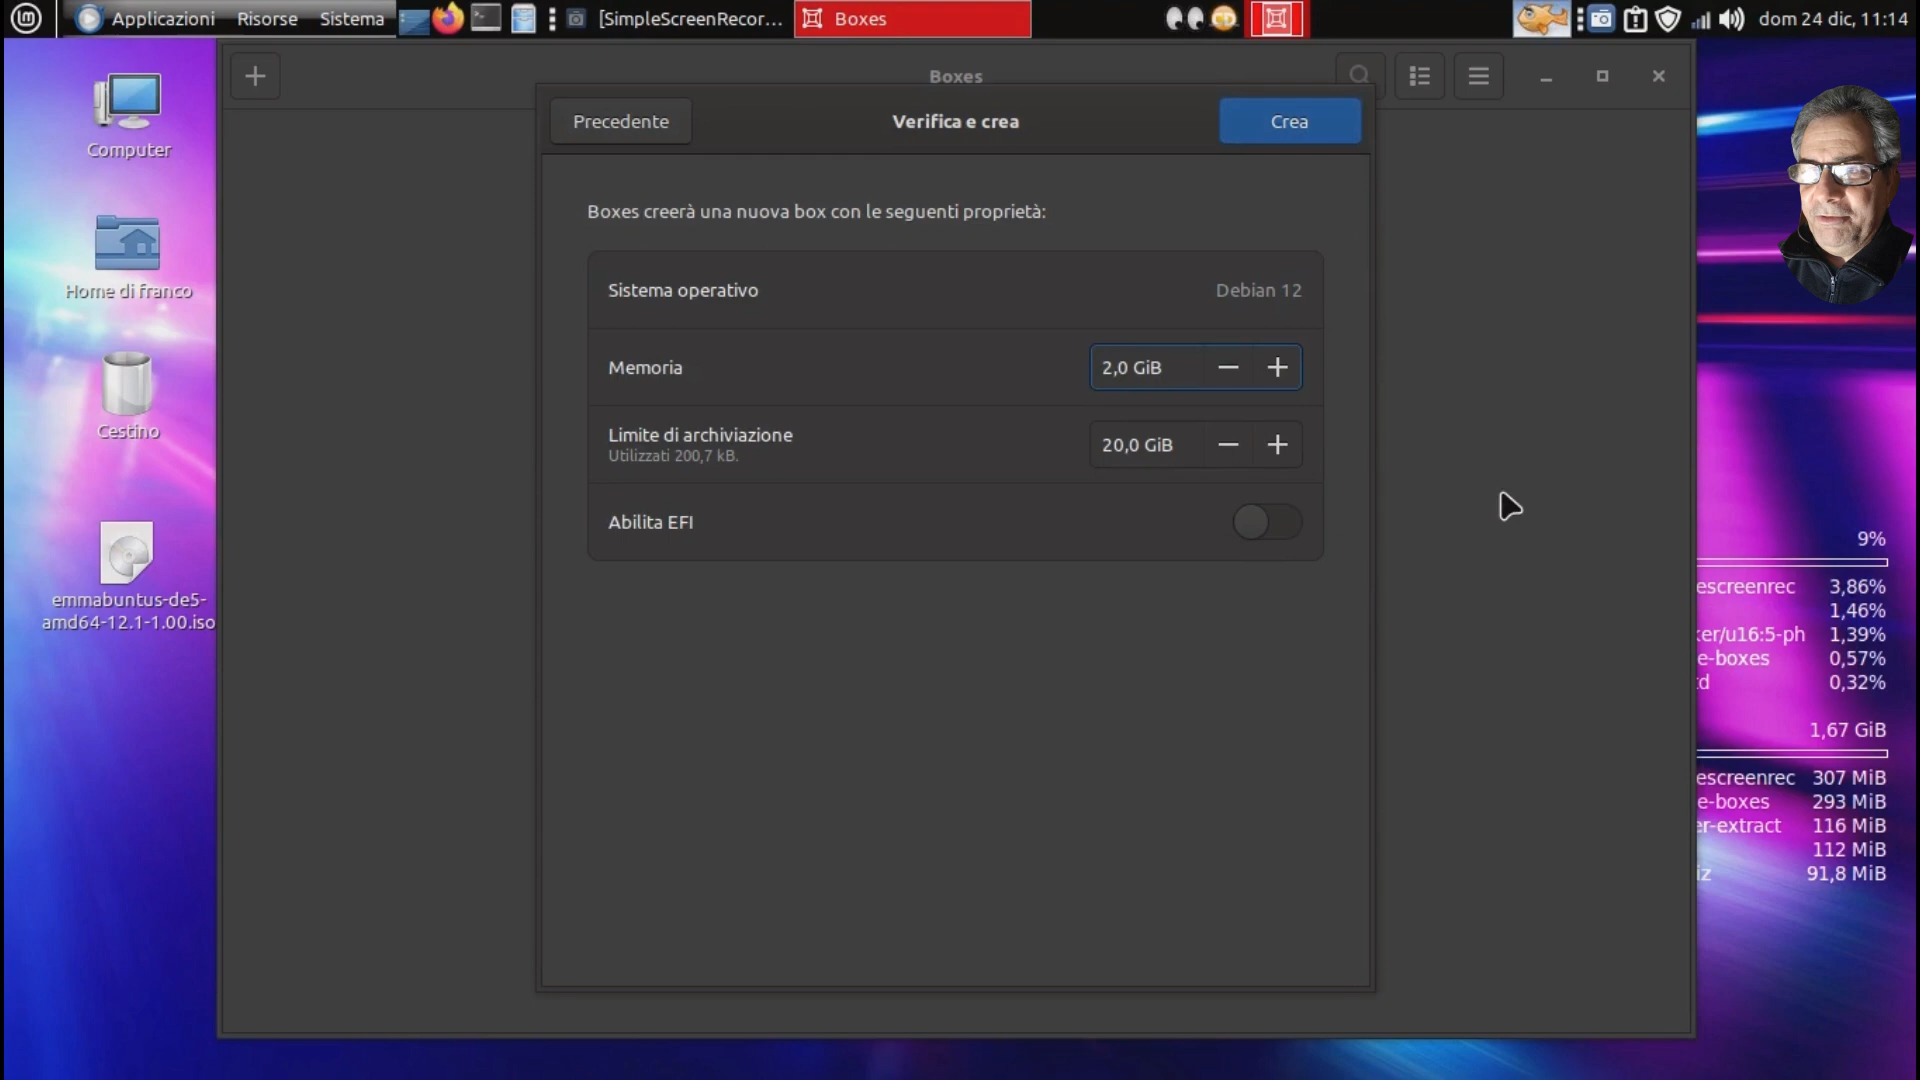 Applicazioni Risorse Sistema [SimpleScreenRecor... Boxes dom 24 dic, 11:14
Boxes
Precedente Verifica e crea Crea
Boxes creerà una nuova box con le seguenti proprietà:
Sistema operativo Debian 12
Memoria 2,0 GiB
Limite di archiviazione 20,0 GiB
Utilizzati 200,7 kB.
Abilita EFI
Computer
Home di franco
Cestino
emmabuntus-de5-
amd64-12.1-1.00.iso
9%
escreenrec 3,86%
1,46%
ker/u16:5-ph 1,39%
e-boxes 0,57%
td 0,32%
1,67 GiB
escreenrec 307 MiB
e-boxes 293 MiB
er-extract 116 MiB
112 MiB
iz 91,8 MiB